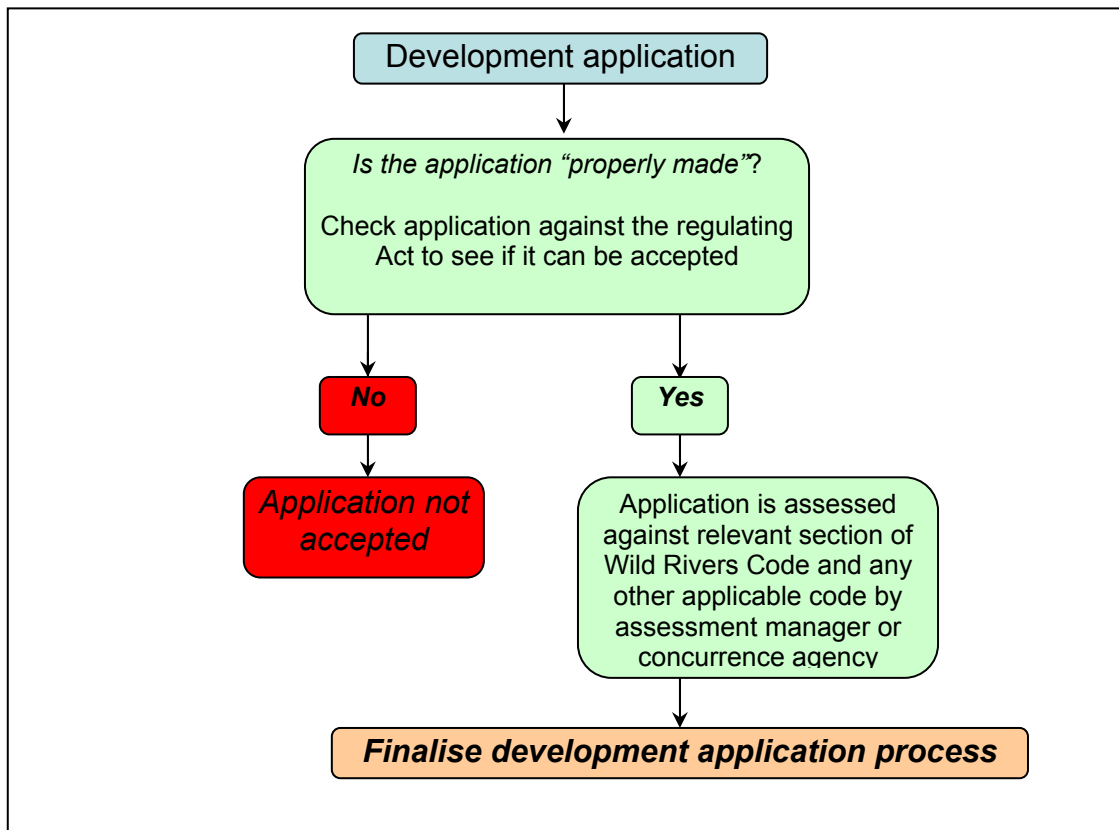 Development application
Is the application “properly made”?
Check application against the regulating
Act to see if it can be accepted
No
Yes
Application not
accepted
Application is assessed
against relevant section of
Wild Rivers Code and any
other applicable code by
assessment manager or
concurrence agency
Finalise development application process